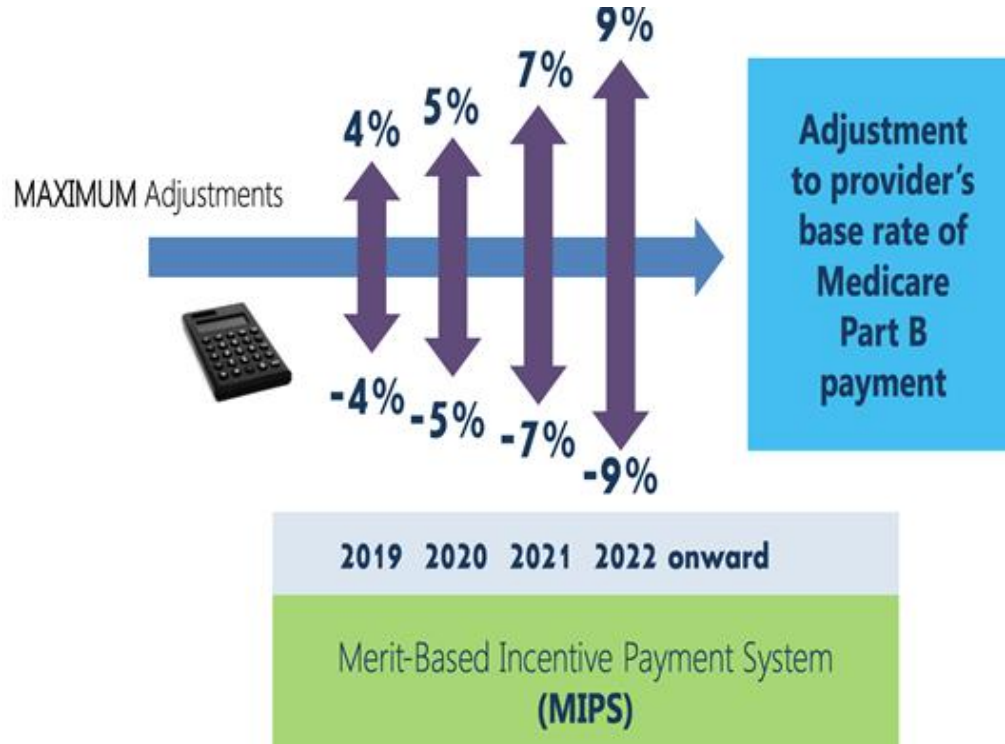 9%
7%
5%
4%
MAXIMUM Adjustments
-4%
-5%
-7%
-9%
Adjustment
to provider’s
base rate of
Medicare
Part B
payment
2019 2020 2021 2022 onward
Merit-Based Incentive Payment System
(MIPS)